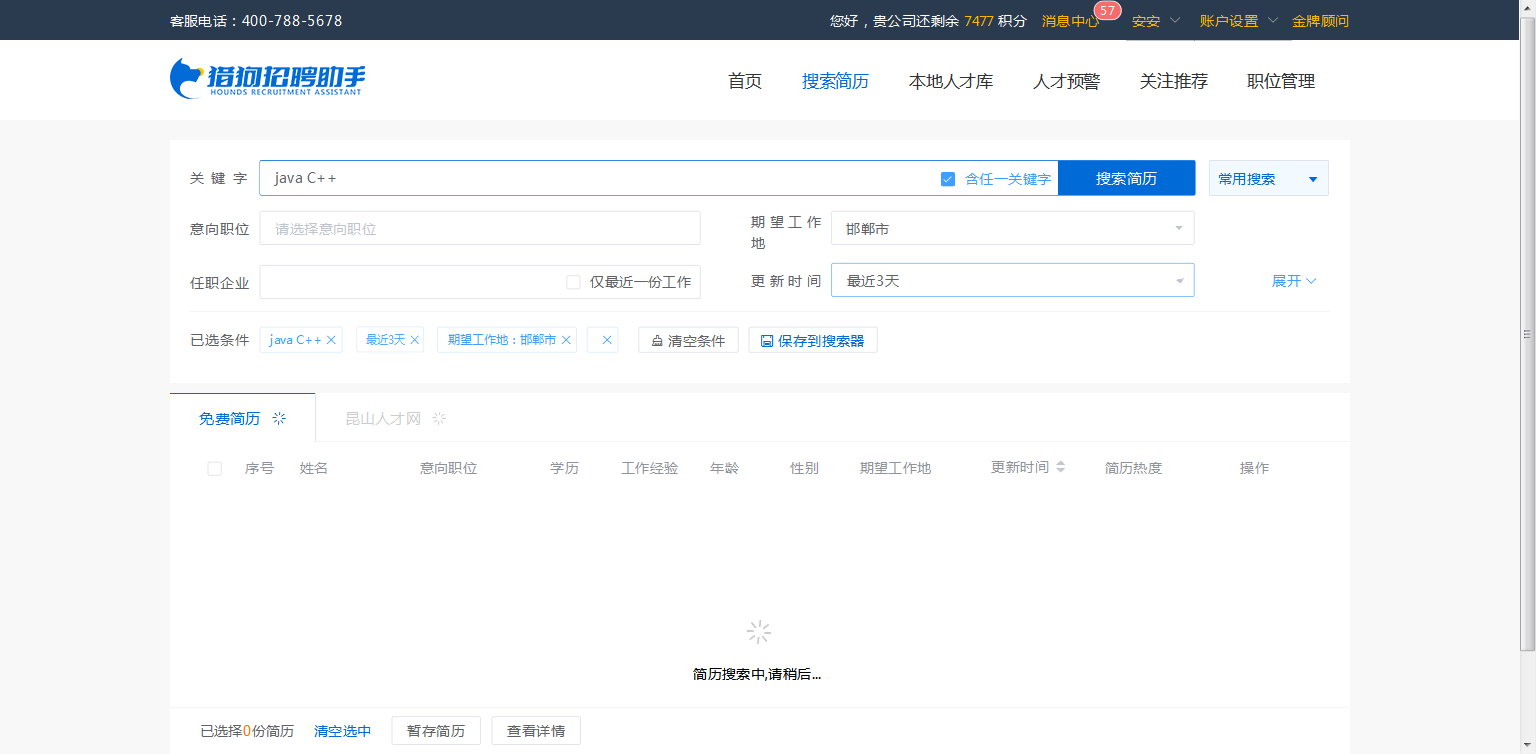 客服电话：400-788-5678 您好，贵公司还剩余 7477 积分 消息中心 57 安安 账户设置 金牌顾问
猎狗招聘助手
HOUNDS RECRUITMENT ASSISTANT
首页 搜索简历 本地人才库 人才预警 关注推荐 职位管理
关键字 java C++ 含任一关键字 搜索简历 常用搜索
意向职位 请选择意向职位 期望工作地 邯郸市
任职企业 仅最近一份工作 更新时间 最近3天 展开
已选条件 java C++ 最近3天 期望工作地：邯郸市 清空条件 保存到搜索器
免费简历 昆山人才网
序号 姓名 意向职位 学历 工作经验 年龄 性别 期望工作地 更新时间 简历热度 操作
简历搜索中,请稍后...
已选择0份简历 清空选中 暂存简历 查看详情